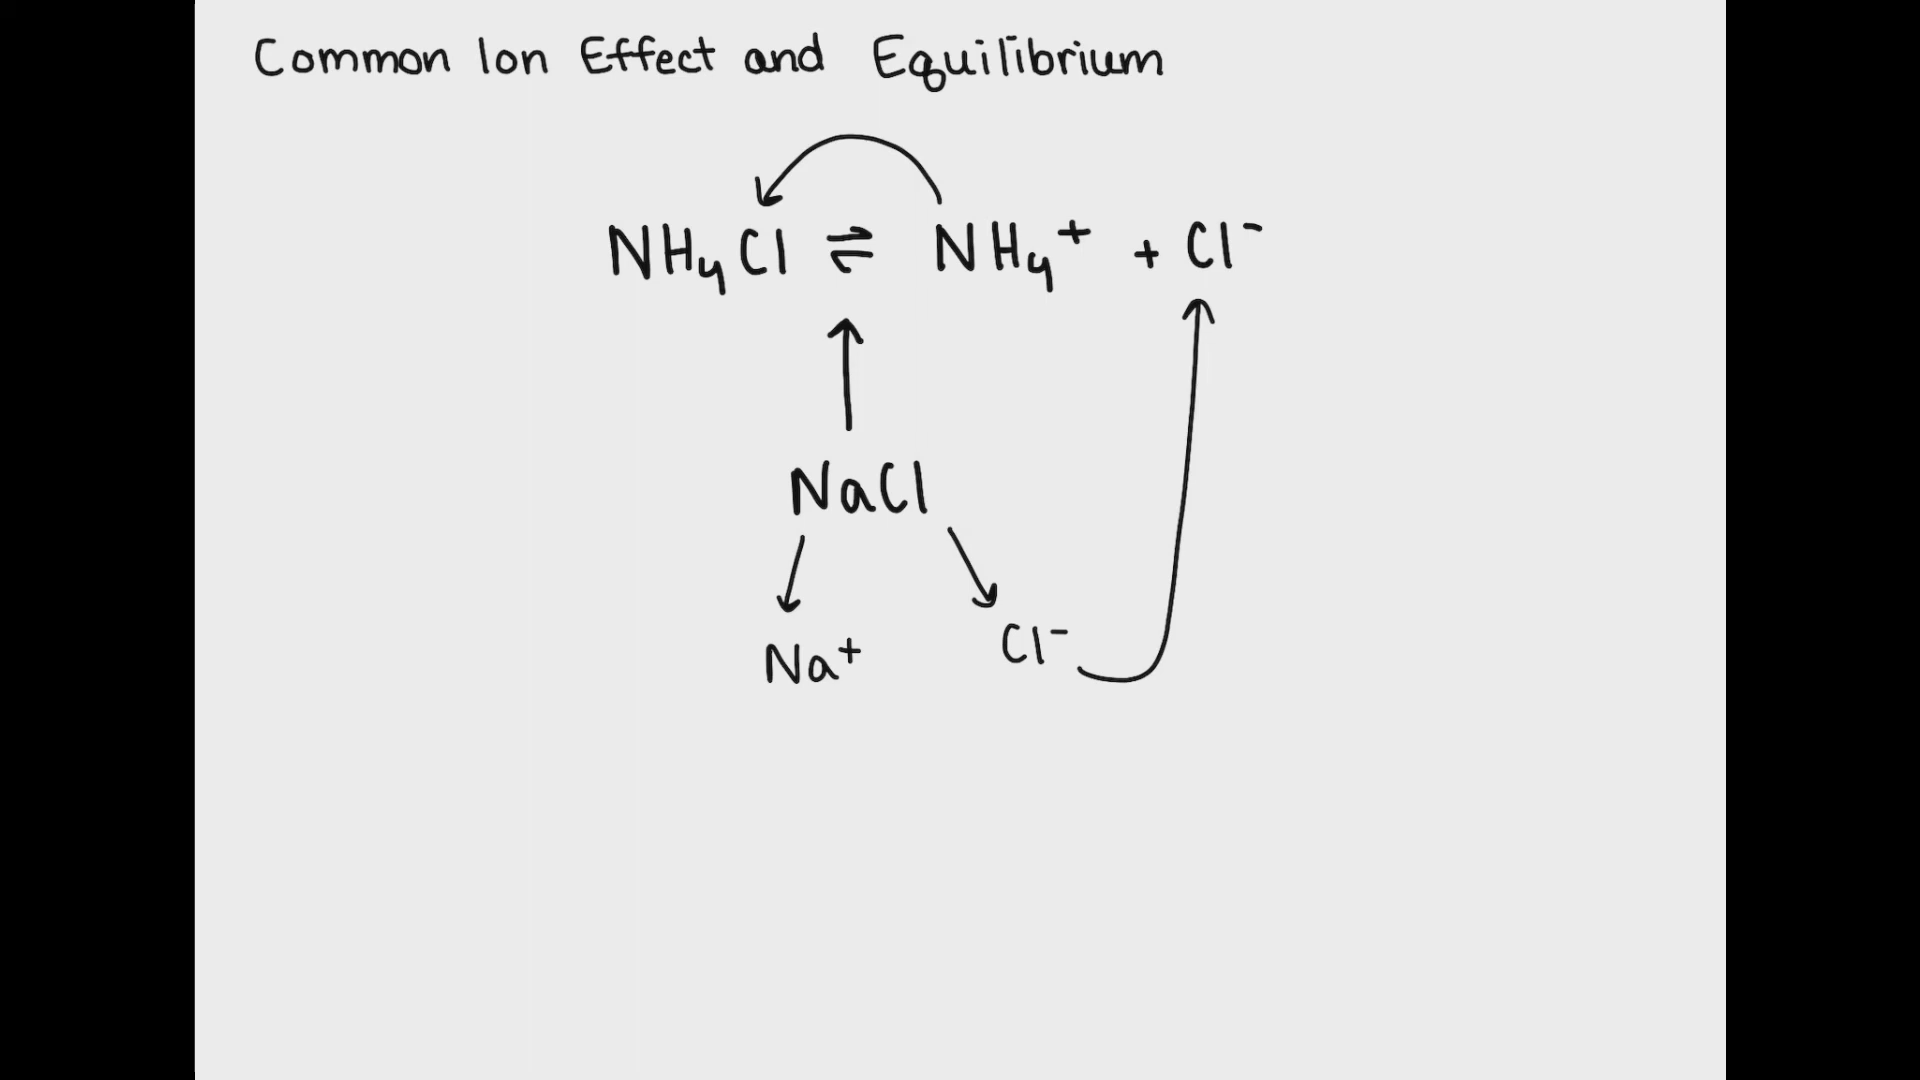 Common Ion Effect and Equilibrium
NH₄Cl ⇌ NH₄⁺ + Cl⁻
NaCl
Na⁺ Cl⁻